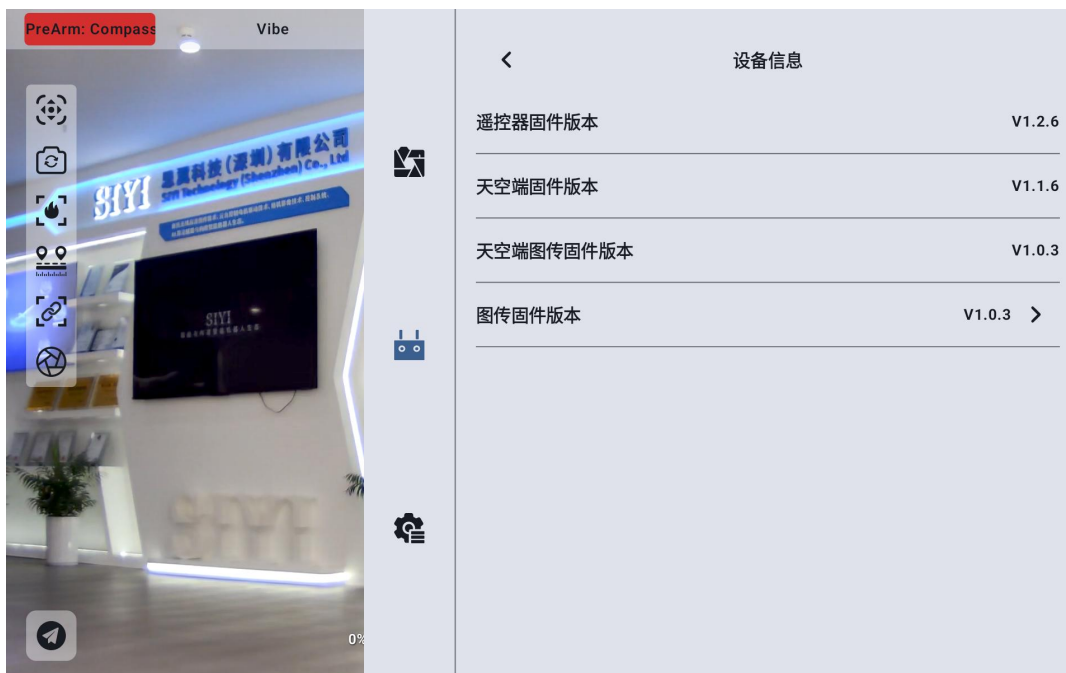 PreArm: Compass
Vibe
SIYI
思翼科技(深圳)有限公司
SIYI Technology (Shenzhen) Co., Ltd
SIYI
SIYI
0%
设备信息
遥控器固件版本
V1.2.6
天空端固件版本
V1.1.6
天空端图传固件版本
V1.0.3
图传固件版本
V1.0.3